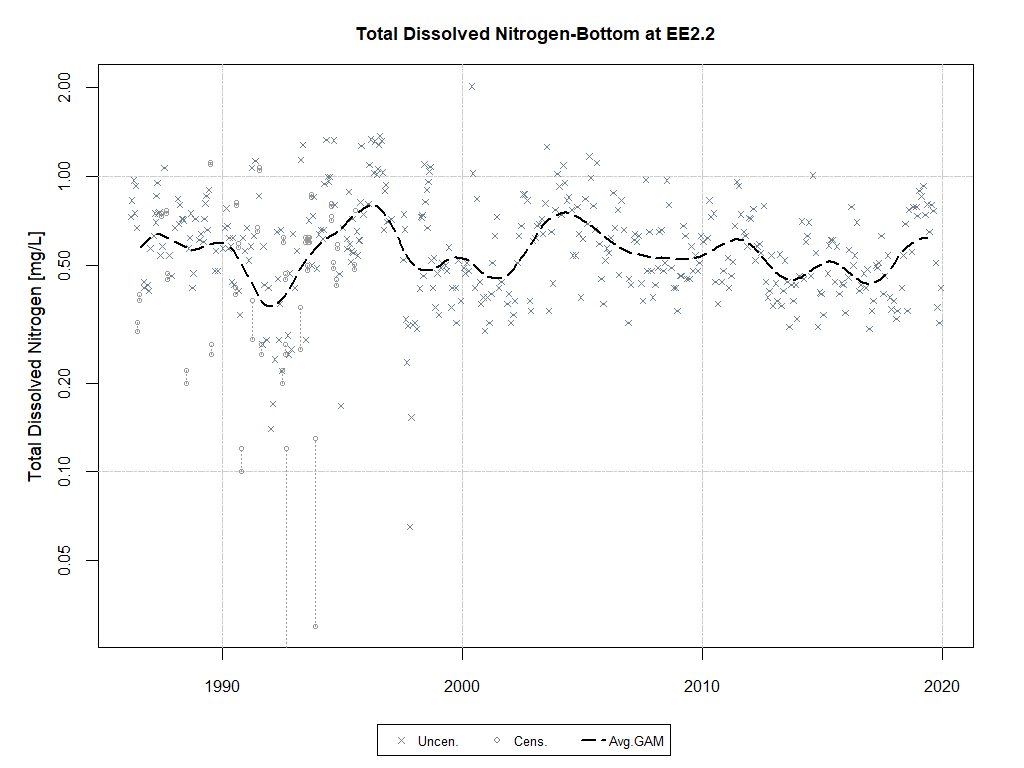 Total Dissolved Nitrogen-Bottom at EE2.2
Total Dissolved Nitrogen [mg/L]
2.00
1.00
0.50
0.20
0.10
0.05
1990 2000 2010 2020
Uncen. Cens. Avg.GAM